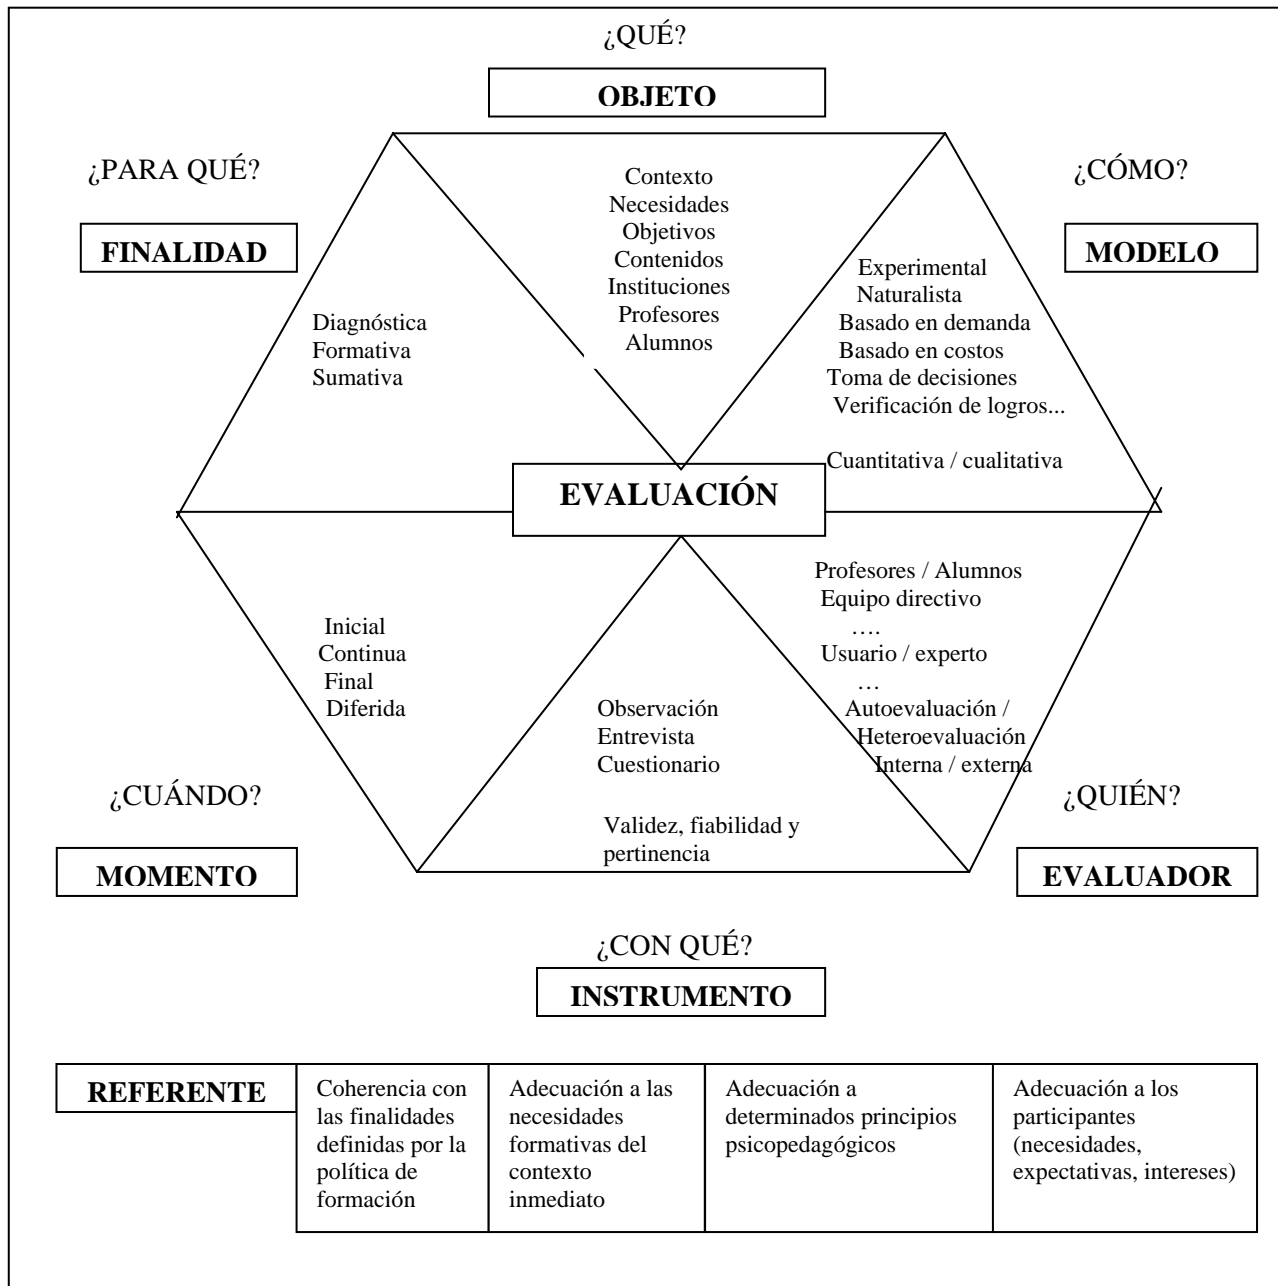 ¿QUÉ?
OBJETO
¿PARA QUÉ?
FINALIDAD
¿CÓMO?
MODELO
Contexto
Necesidades
Objetivos
Contenidos
Instituciones
Profesores
Alumnos
Diagnóstica
Formativa
Sumativa
Experimental
Naturalista
Basado en demanda
Basado en costos
Toma de decisiones
Verificación de logros...
Cuantitativa / cualitativa
EVALUACIÓN
Inicial
Continua
Final
Diferida
Observación
Entrevista
Cuestionario
Validez, fiabilidad y
pertinencia
Profesores / Alumnos
Equipo directivo
….
Usuario / experto
…
Autoevaluación /
Heteroevaluación
Interna / externa
¿CUÁNDO?
MOMENTO
¿QUIÉN?
EVALUADOR
¿CON QUÉ?
INSTRUMENTO
REFERENTE
Coherencia con
las finalidades
definidas por la
política de
formación
Adecuación a las
necesidades
formativas del
contexto
inmediato
Adecuación a
determinados principios
psicopedagógicos
Adecuación a los
participantes
(necesidades,
expectativas, intereses)